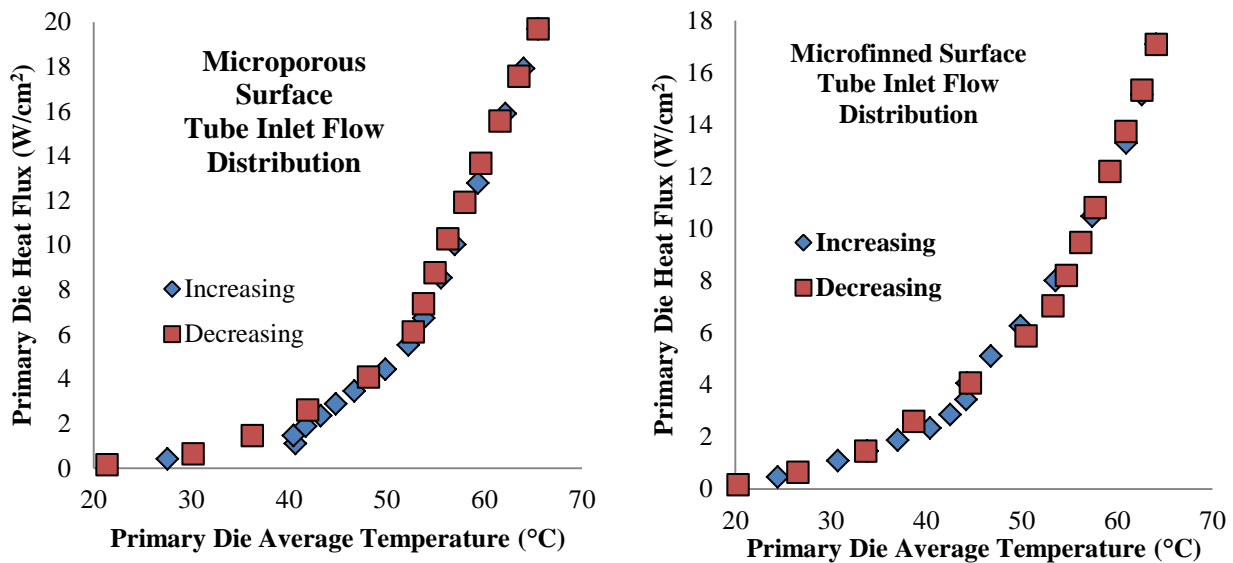 Primary Die Heat Flux (W/cm²)
20
18
16
14
12
10
8
6
4
2
0
Microporous
Surface
Tube Inlet Flow
Distribution
Increasing
Decreasing
20 30 40 50 60 70
Primary Die Average Temperature (°C)
Primary Die Heat Flux (W/cm²)
18
16
14
12
10
8
6
4
2
0
Microfinned Surface
Tube Inlet Flow
Distribution
Increasing
Decreasing
20 30 40 50 60 70
Primary Die Average Temperature (°C)